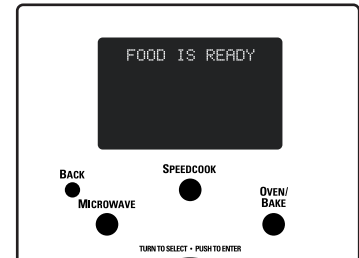 FOOD IS READY
SPEEDCOOK
BACK
MICROWAVE
OVEN/
BAKE
TURN TO SELECT • PUSH TO ENTER